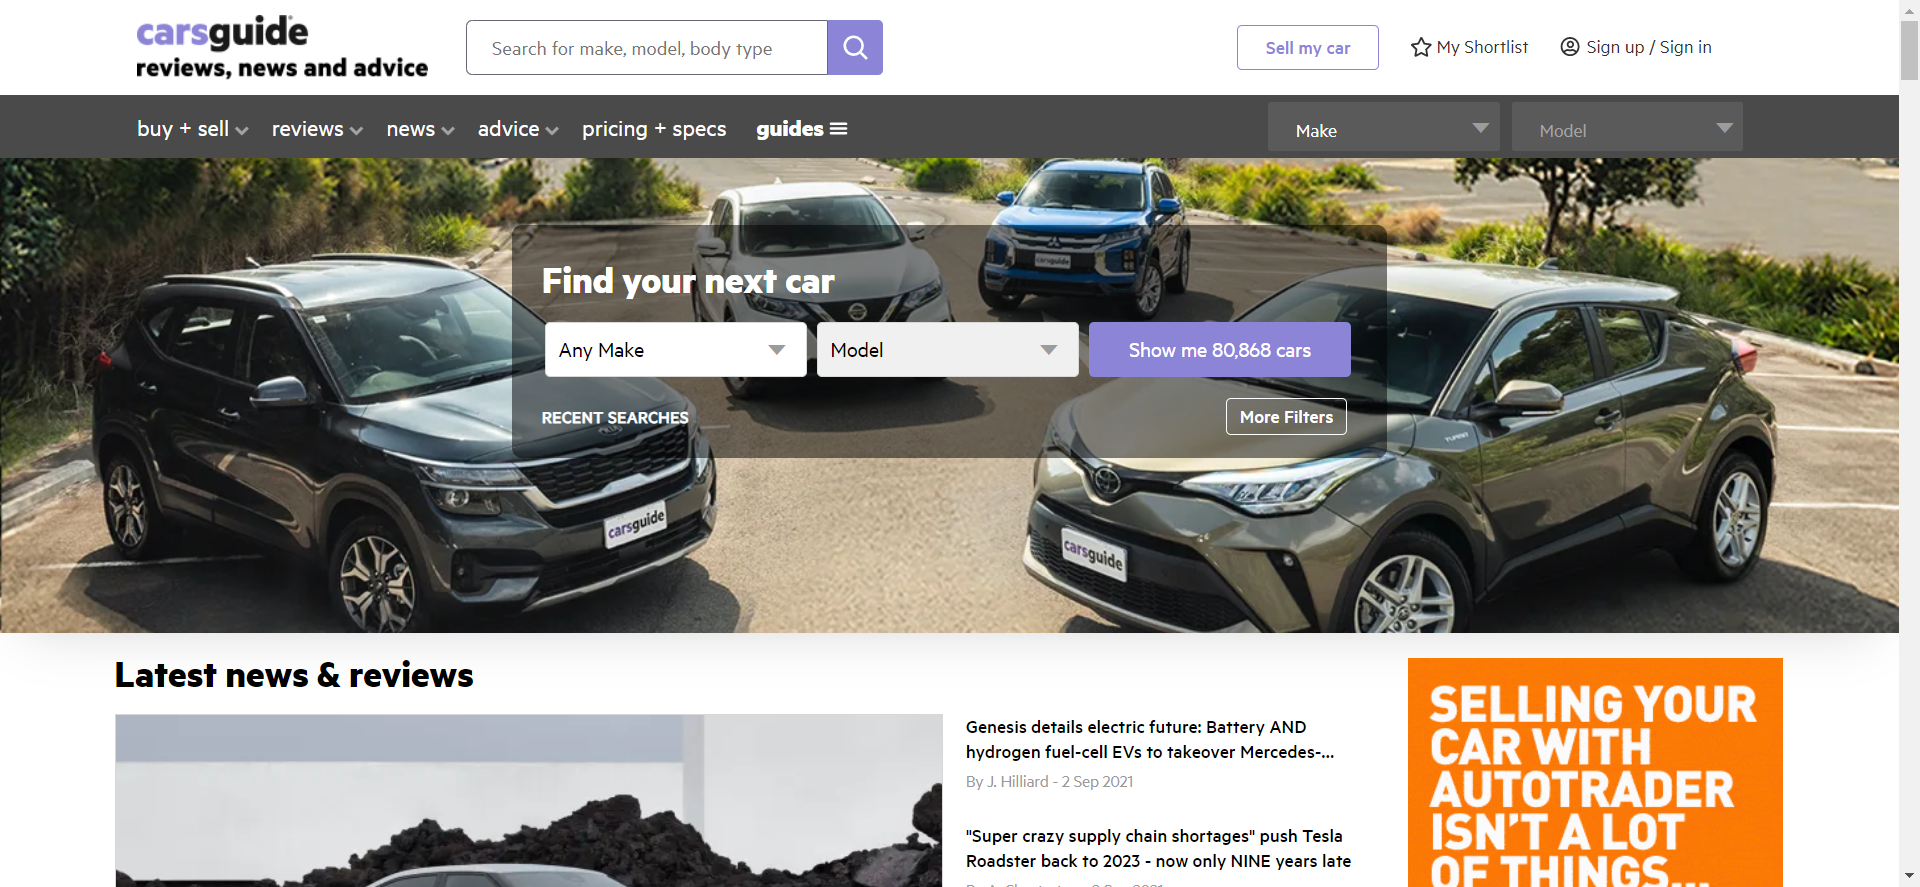 carsguide
reviews, news and advice
Search for make, model, body type
Sell my car
My Shortlist
Sign up / Sign in
buy + sell
reviews
news
advice
pricing + specs
guides
Make
Model
Find your next car
Any Make
Model
Show me 80,868 cars
RECENT SEARCHES
More Filters
carsguide
carsguide
carsguide
Latest news & reviews
Genesis details electric future: Battery AND
hydrogen fuel-cell EVs to takeover Mercedes-...
By J. Hilliard - 2 Sep 2021
"Super crazy supply chain shortages" push Tesla
Roadster back to 2023 - now only NINE years late
SELLING YOUR
CAR WITH
AUTOTRADER
ISN'T A LOT
OF THINGS...